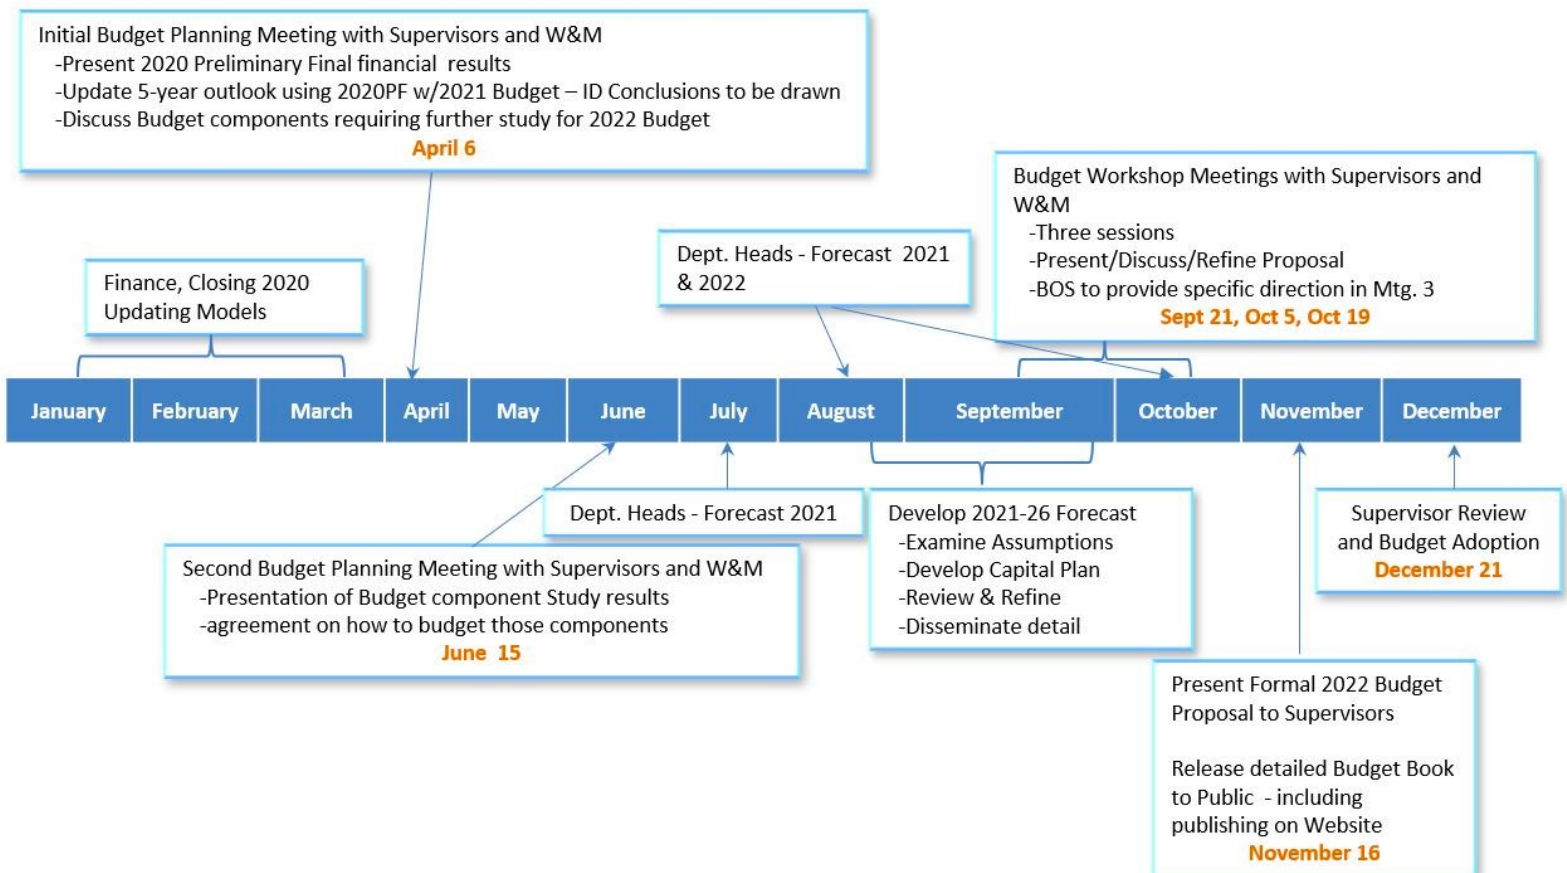 Initial Budget Planning Meeting with Supervisors and W&M
-Present 2020 Preliminary Final financial results
-Update 5-year outlook using 2020PF w/2021 Budget – ID Conclusions to be drawn
-Discuss Budget components requiring further study for 2022 Budget
April 6
Budget Workshop Meetings with Supervisors and
W&M
-Three sessions
-Present/Discuss/Refine Proposal
-BOS to provide specific direction in Mtg. 3
Sept 21, Oct 5, Oct 19
Dept. Heads - Forecast 2021
& 2022
Finance, Closing 2020
Updating Models
January February March April May June July August September October November December
Dept. Heads - Forecast 2021
Second Budget Planning Meeting with Supervisors and W&M
-Presentation of Budget component Study results
-agreement on how to budget those components
June 15
Develop 2021-26 Forecast
-Examine Assumptions
-Develop Capital Plan
-Review & Refine
-Disseminate detail
Supervisor Review
and Budget Adoption
December 21
Present Formal 2022 Budget
Proposal to Supervisors
Release detailed Budget Book
to Public - including
publishing on Website
November 16